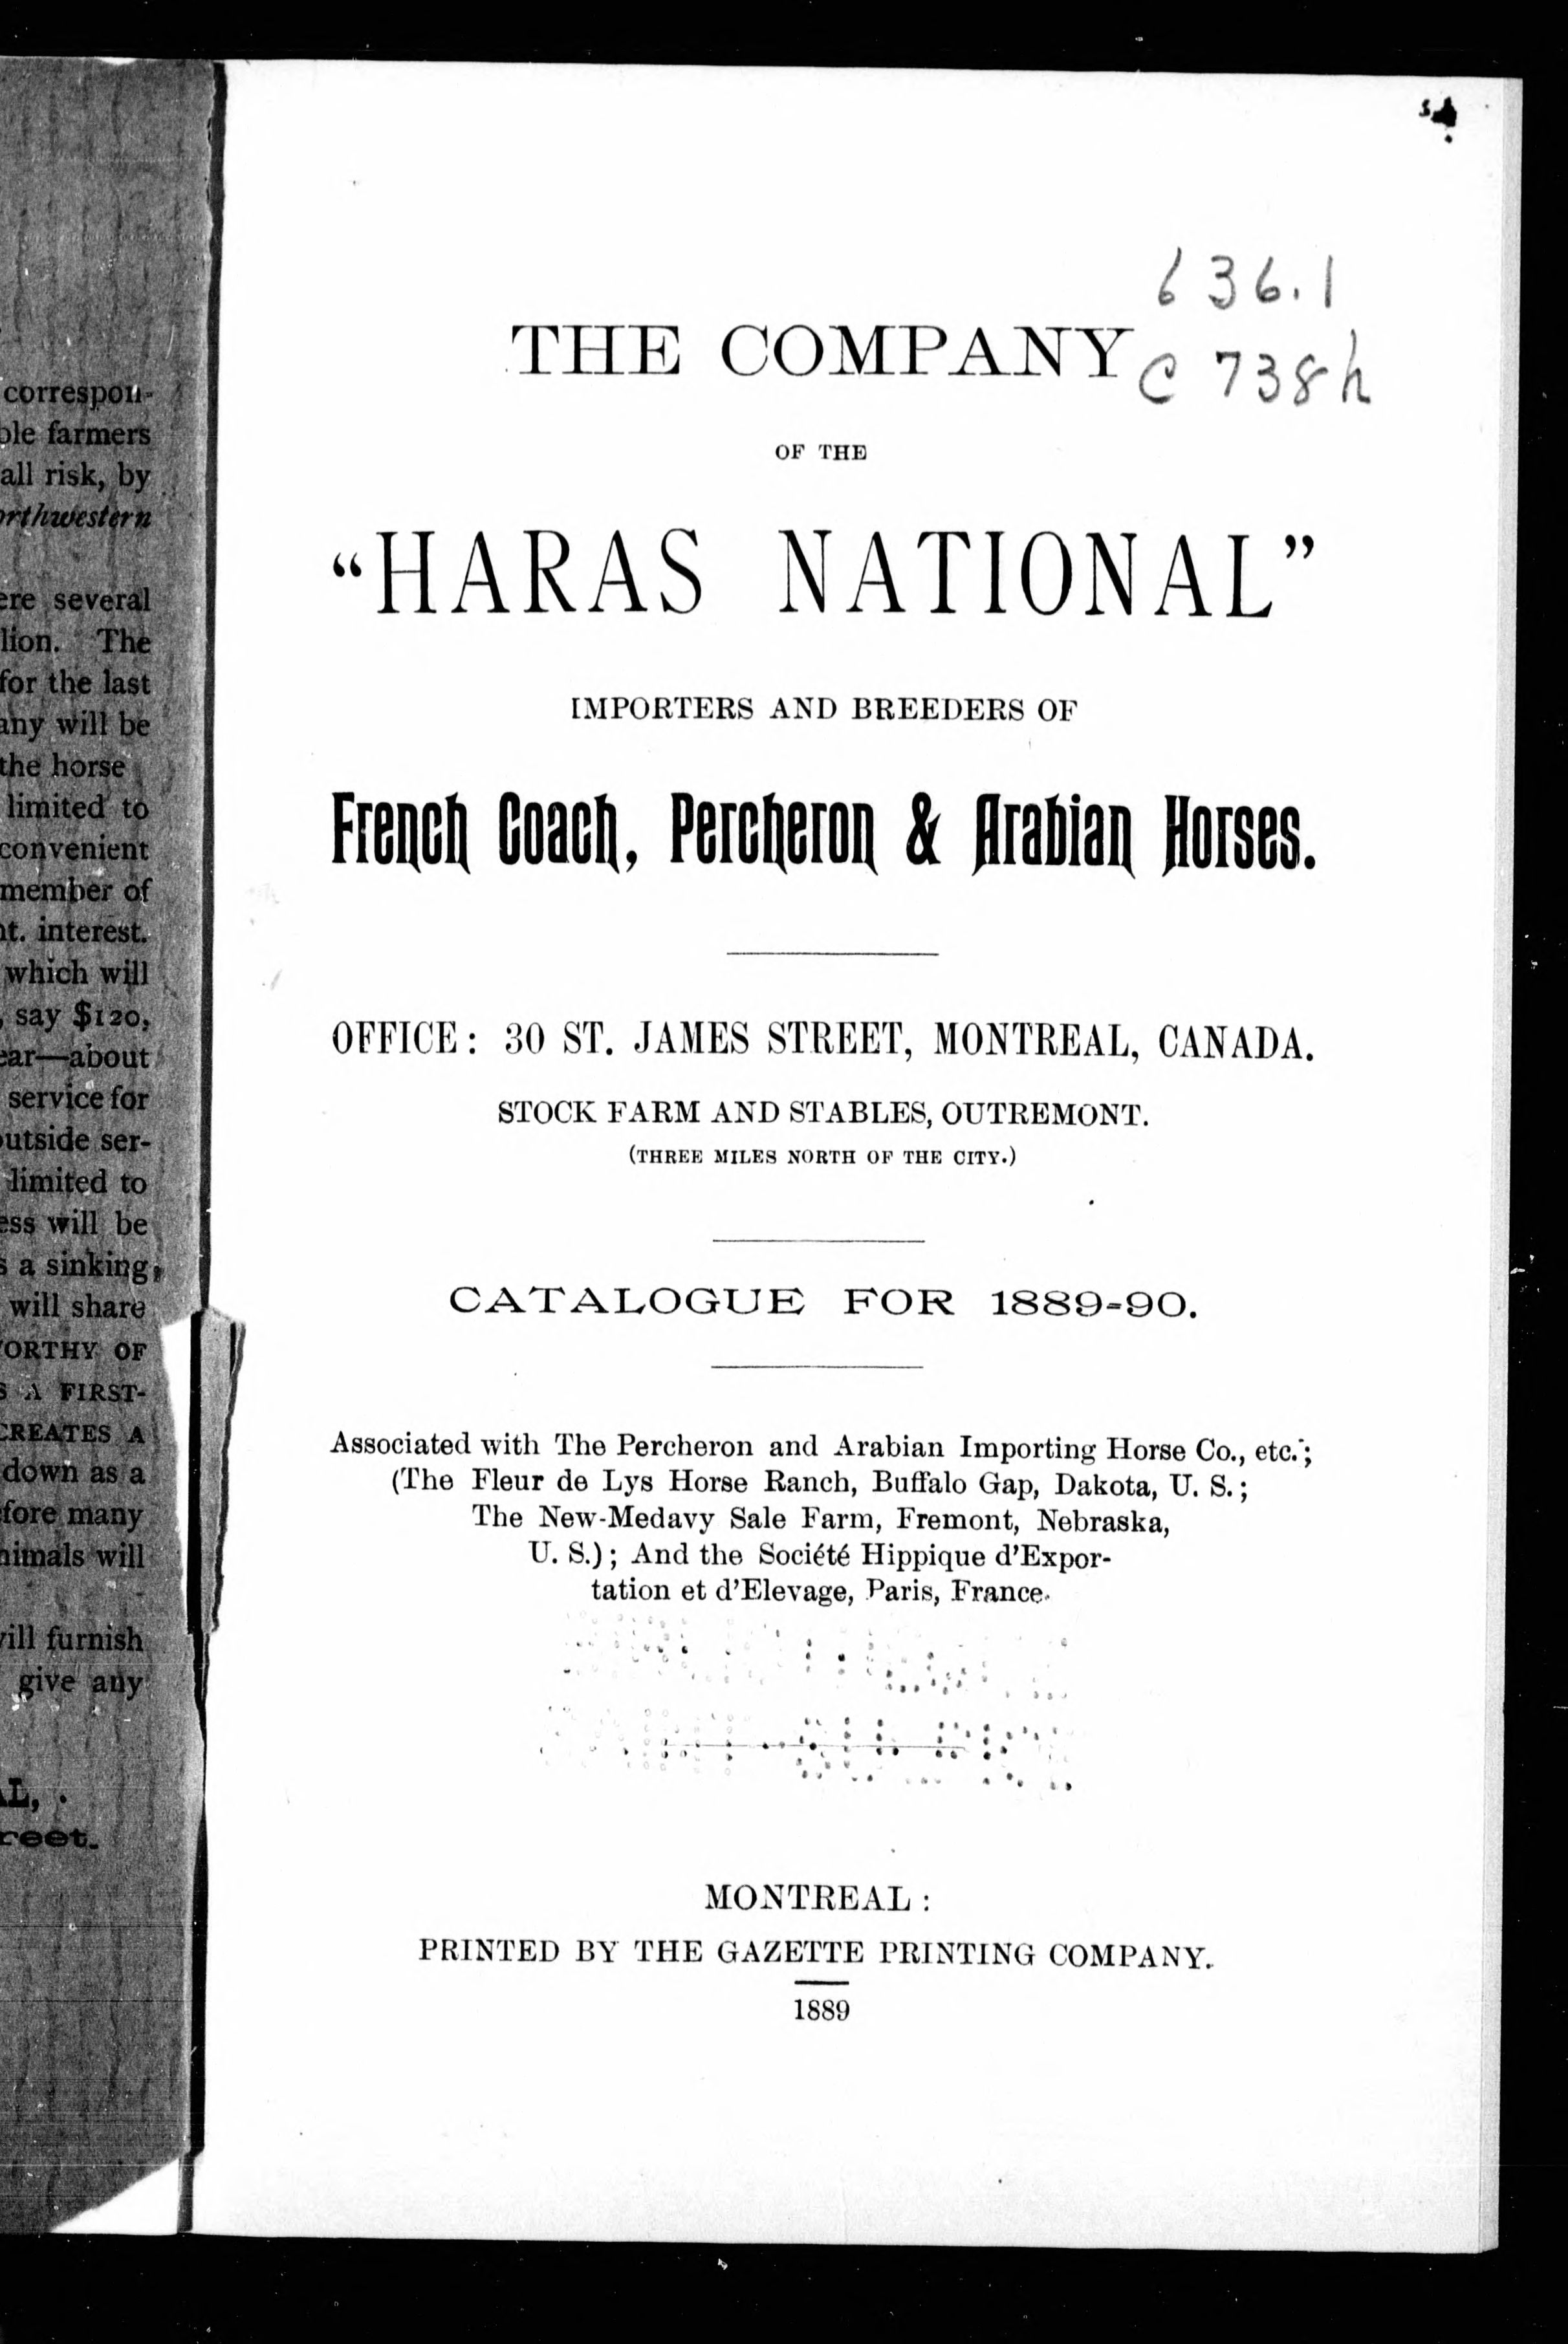 correspon-
farmers
all risk, by
several
The
for the last
will be
the horse
limited to
convenient
member of
interest.
which will
say $120,
about
service for
ser-
limited to
will be
a sinking
will share
OF
A FIRST-
CREATES A
down as a
many
will
furnish
give any
636.1
C 738h
THE COMPANY
OF THE
“HARAS NATIONAL”
IMPORTERS AND BREEDERS OF
French Coach, Percheron & Arabian Horses.
OFFICE: 30 ST. JAMES STREET, MONTREAL, CANADA.
STOCK FARM AND STABLES, OUTREMONT.
(THREE MILES NORTH OF THE CITY.)
CATALOGUE FOR 1889-90.
Associated with The Percheron and Arabian Importing Horse Co., etc.;
(The Fleur de Lys Horse Ranch, Buffalo Gap, Dakota, U. S.;
The New-Medavy Sale Farm, Fremont, Nebraska,
U. S.); And the Société Hippique d'Expor-
tation et d'Elevage, Paris, France.
MONTREAL:
PRINTED BY THE GAZETTE PRINTING COMPANY.
1889